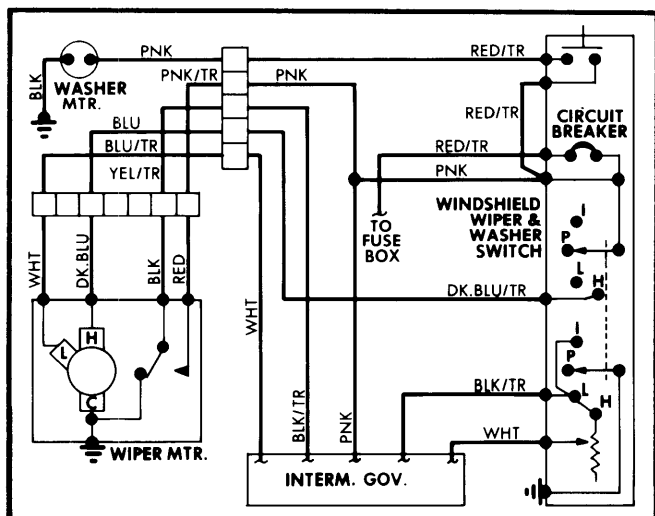 PNK
RED/TR
BLK
WASHER
MTR.
PNK/TR
PNK
RED/TR
CIRCUIT
BREAKER
BLU
BLU/TR
RED/TR
YEL/TR
PNK
TO
FUSE
BOX
WINDSHIELD
WIPER &
WASHER
SWITCH
I
P
L
H
WHT
DK.BLU
BLK
RED
WHT
BLK/TR
PNK
DK.BLU/TR
I
P
L
H
H
L
C
BLK/TR
WHT
WIPER MTR.
INTERM. GOV.